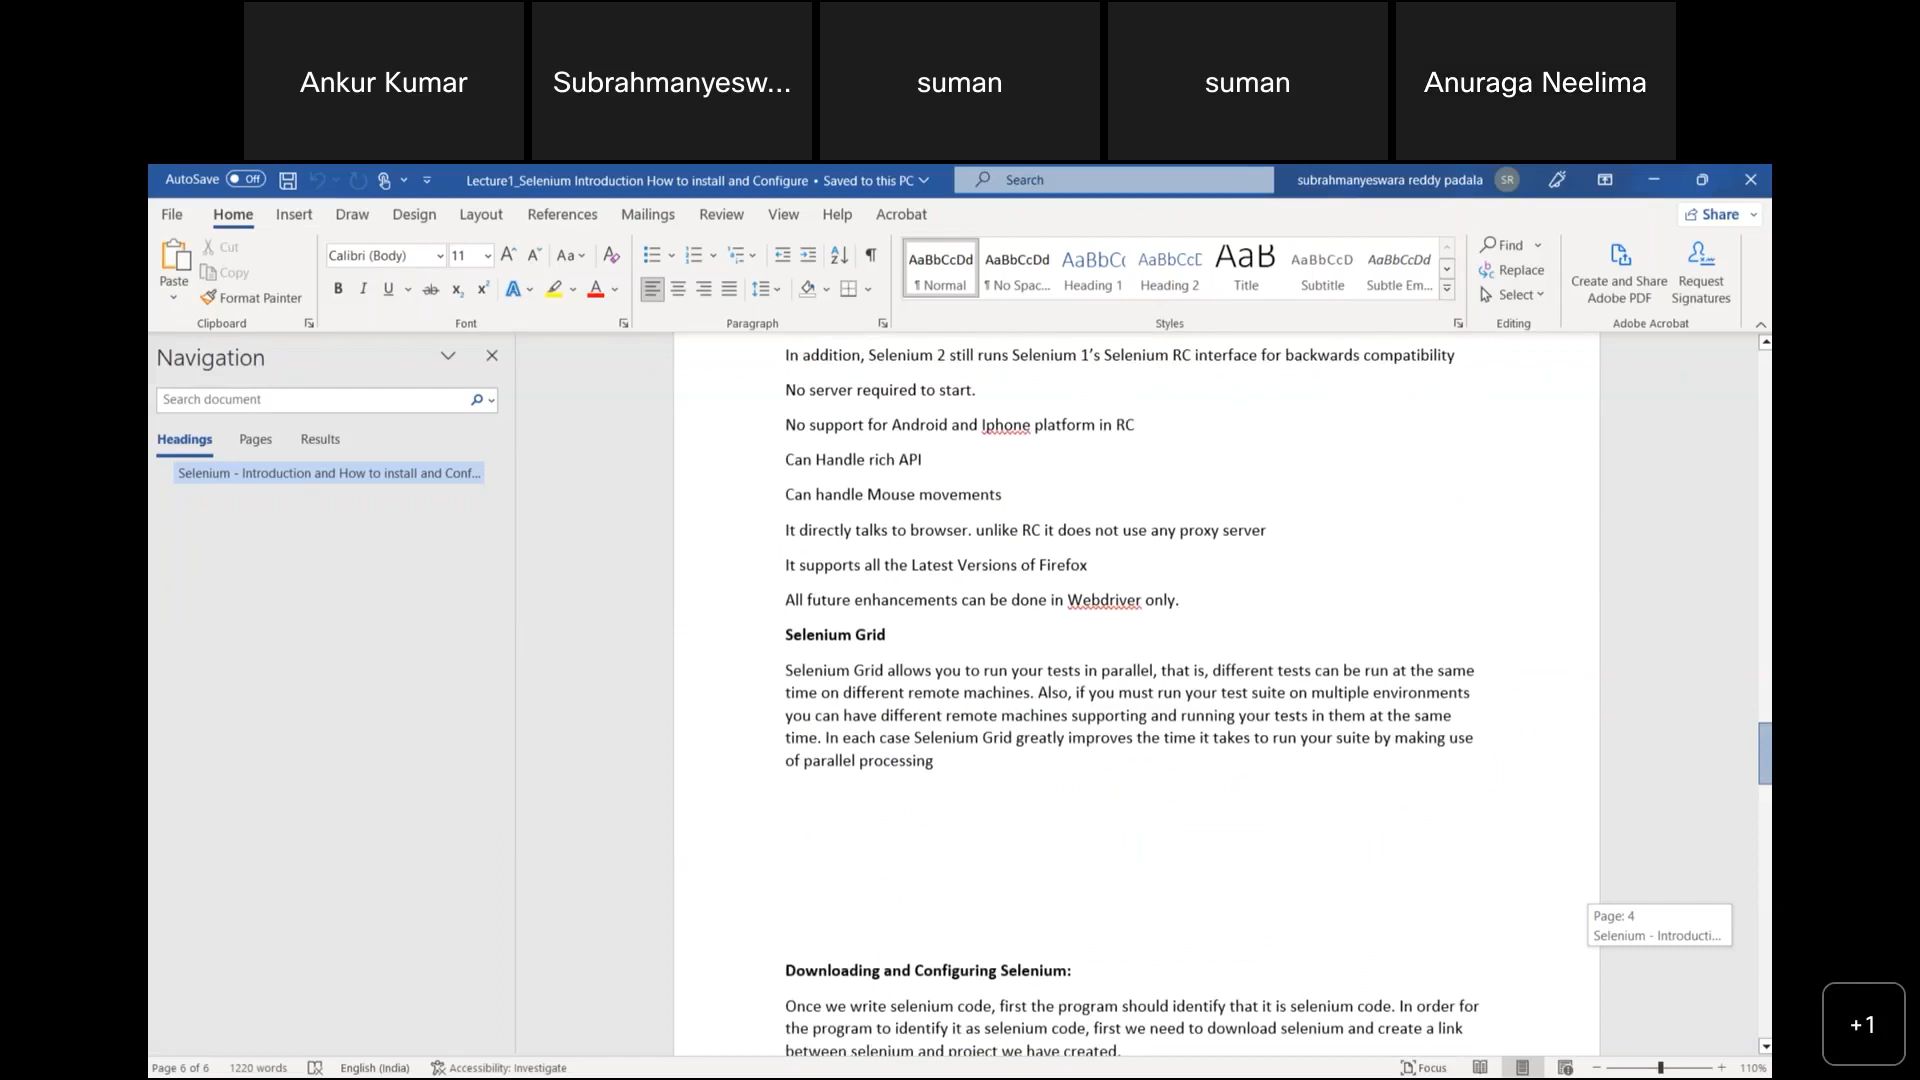 Ankur Kumar
Subrahmanyesw...
suman
suman
Anuraga Neelima
AutoSave Off
Lecture1_Selenium Introduction How to install and Configure • Saved to this PC
Search
subrahmanyeswara reddy padala SR
File Home Insert Draw Design Layout References Mailings Review View Help Acrobat
Share
Paste
Cut
Copy
Format Painter
Clipboard
Calibri (Body) 11
Font
Paragraph
AaBbCcDd AaBbCcDd AaBbCc AaBbCcD AaB AaBbCcD AaBbCcDd
¶ Normal ¶ No Spac... Heading 1 Heading 2 Title Subtitle Subtle Em...
Styles
Find
Replace
Select
Editing
Create and Share Adobe PDF
Request Signatures
Adobe Acrobat
Navigation
Search document
Headings Pages Results
Selenium - Introduction and How to install and Conf...
In addition, Selenium 2 still runs Selenium 1’s Selenium RC interface for backwards compatibility
No server required to start.
No support for Android and Iphone platform in RC
Can Handle rich API
Can handle Mouse movements
It directly talks to browser. unlike RC it does not use any proxy server
It supports all the Latest Versions of Firefox
All future enhancements can be done in Webdriver only.
Selenium Grid
Selenium Grid allows you to run your tests in parallel, that is, different tests can be run at the same
time on different remote machines. Also, if you must run your test suite on multiple environments
you can have different remote machines supporting and running your tests in them at the same
time. In each case Selenium Grid greatly improves the time it takes to run your suite by making use
of parallel processing
Page: 4
Selenium - Introducti...
Downloading and Configuring Selenium:
Once we write selenium code, first the program should identify that it is selenium code. In order for
the program to identify it as selenium code, first we need to download selenium and create a link
between selenium and project we have created.
+1
Page 6 of 6 1220 words English (India) Accessibility: Investigate
Focus
110%